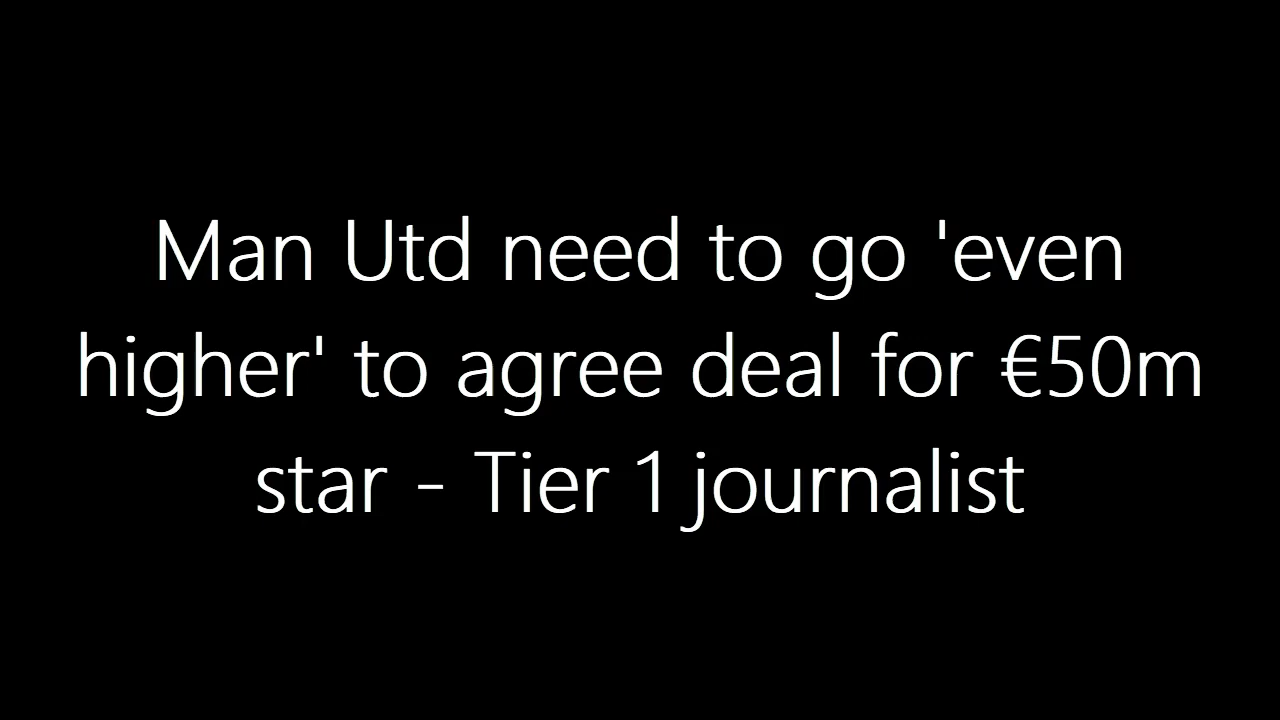 Man Utd need to go 'even
higher' to agree deal for €50m
star - Tier 1 journalist